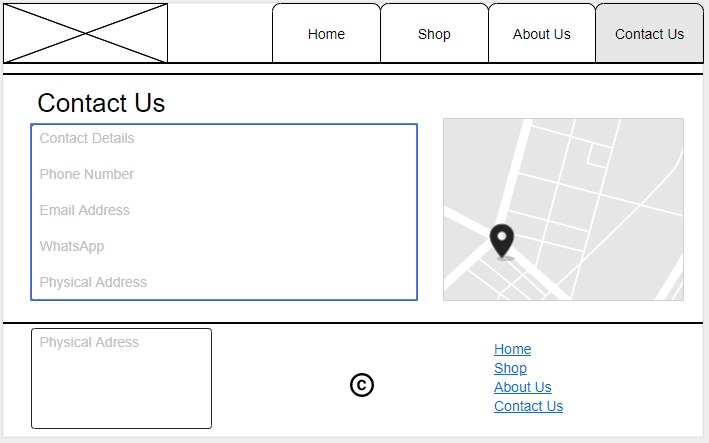 Home
Shop
About Us
Contact Us
Contact Us
Contact Details
Phone Number
Email Address
WhatsApp
Physical Address
Physical Adress
©
Home
Shop
About Us
Contact Us